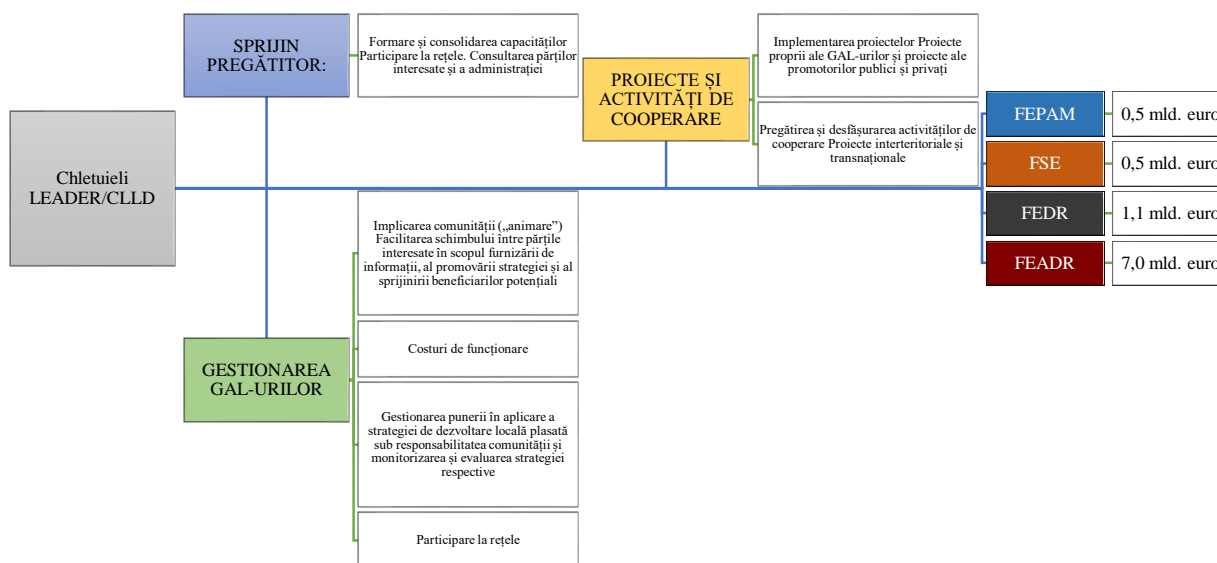 Chletuieli
LEADER/CLLD
SPRIJIN
PREGĂTITOR:
Formare și consolidarea capacităților
Participare la rețele. Consultarea părților
interesate și a administrației
GESTIONAREA
GAL-URILOR
Implicarea comunității („animare”)
Facilitarea schimbului între părțile
interesate în scopul furnizării de
informații, al promovării strategiei și al
sprijinirii beneficiarilor potențiali
Costuri de funcționare
Gestionarea punerii în aplicare a
strategiei de dezvoltare locală plasată
sub responsabilitatea comunității și
monitorizarea și evaluarea strategiei
respective
Participare la rețele
PROIECTE ȘI
ACTIVITĂȚI DE
COOPERARE
Implementarea proiectelor Proiecte
proprii ale GAL-urilor și proiecte ale
promotorilor publici și privați
Pregătirea și desfășurarea activităților de
cooperare Proiecte interteritoriale și
transnaționale
FEPAM
0,5 mld. euro
FSE
0,5 mld. euro
FEDR
1,1 mld. euro
FEADR
7,0 mld. euro